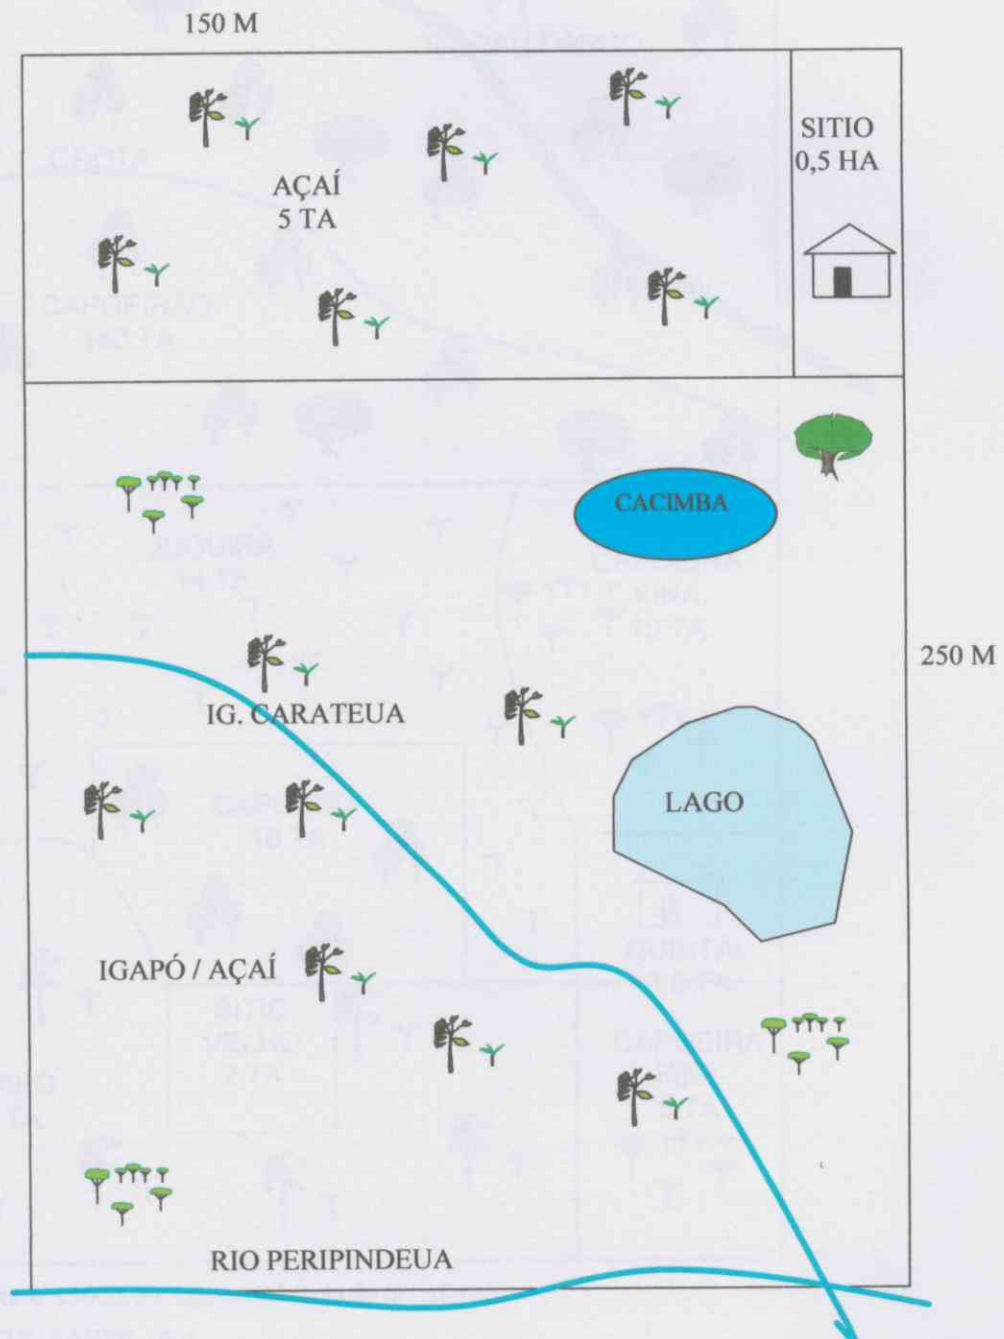 150 M
SITIO
0,5 HA
AÇAÍ
5 TA
CACIMBA
250 M
IG. CARATEUA
LAGO
IGAPÓ / AÇAÍ
RIO PERIPINDEUA